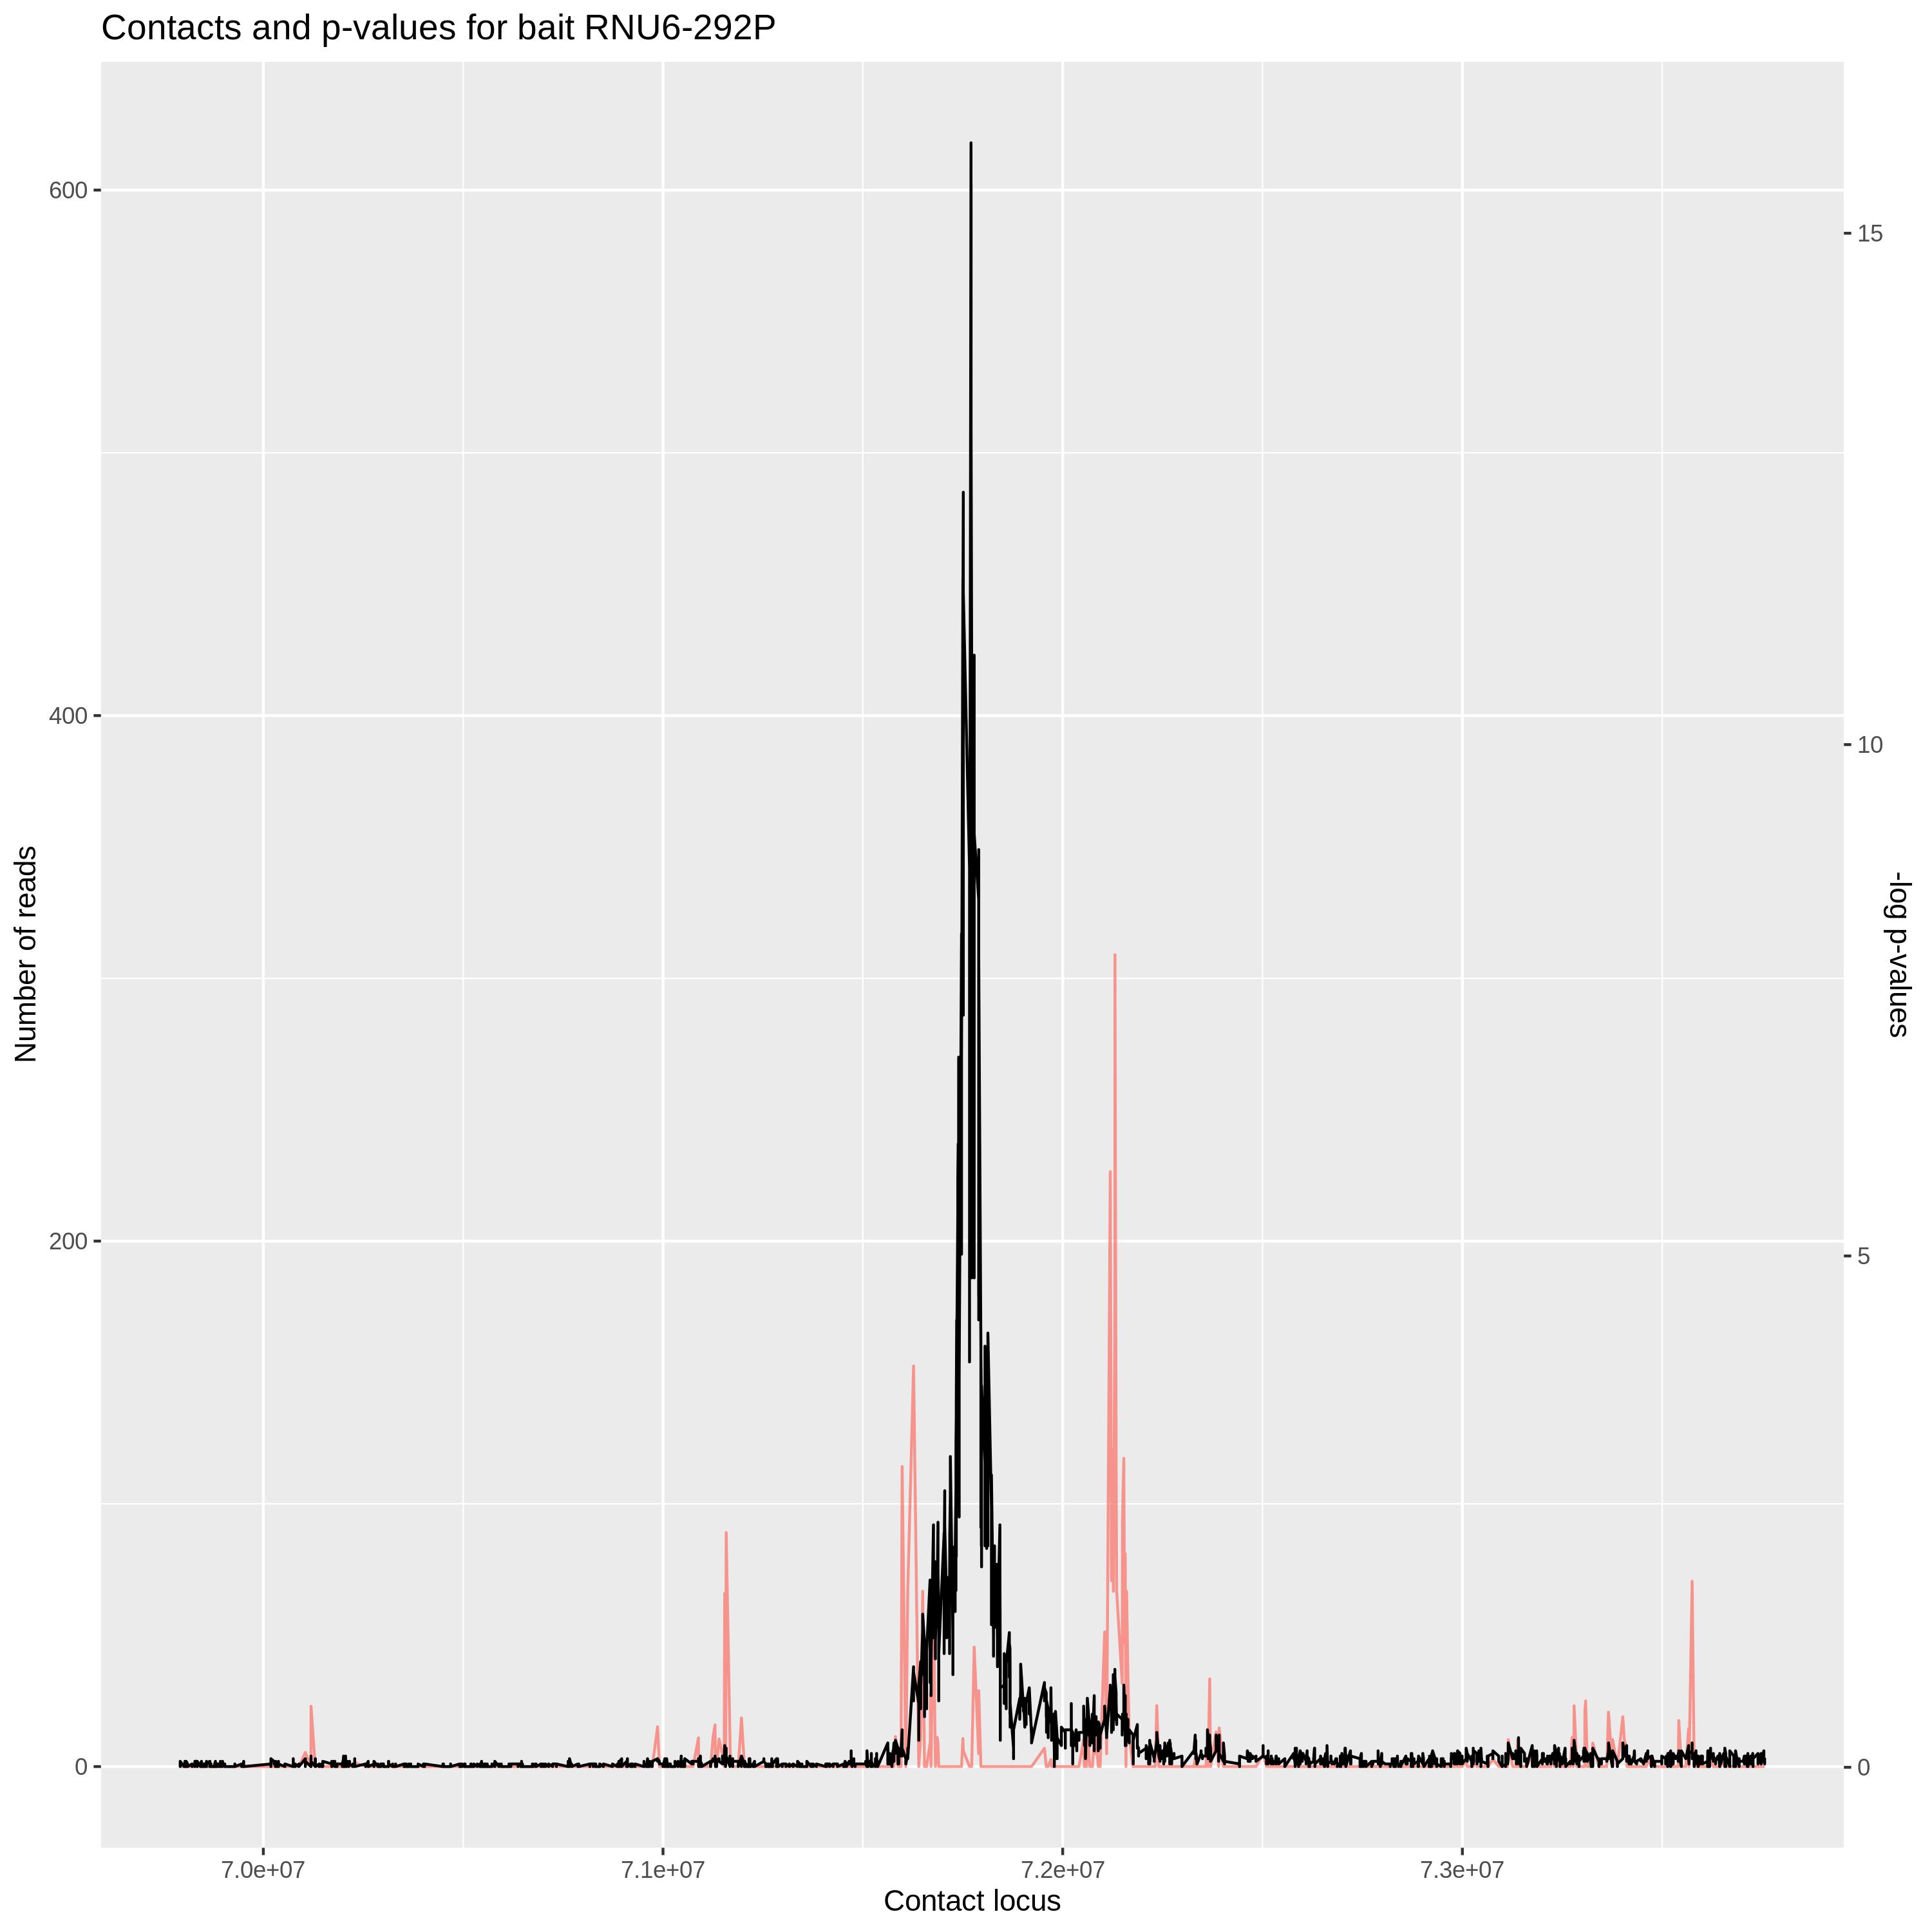 Contacts and p-values for bait RNU6-292P
600
400
200
0
Number of reads
15
10
5
0
-log p-values
7.0e+07
7.1e+07
7.2e+07
7.3e+07
Contact locus